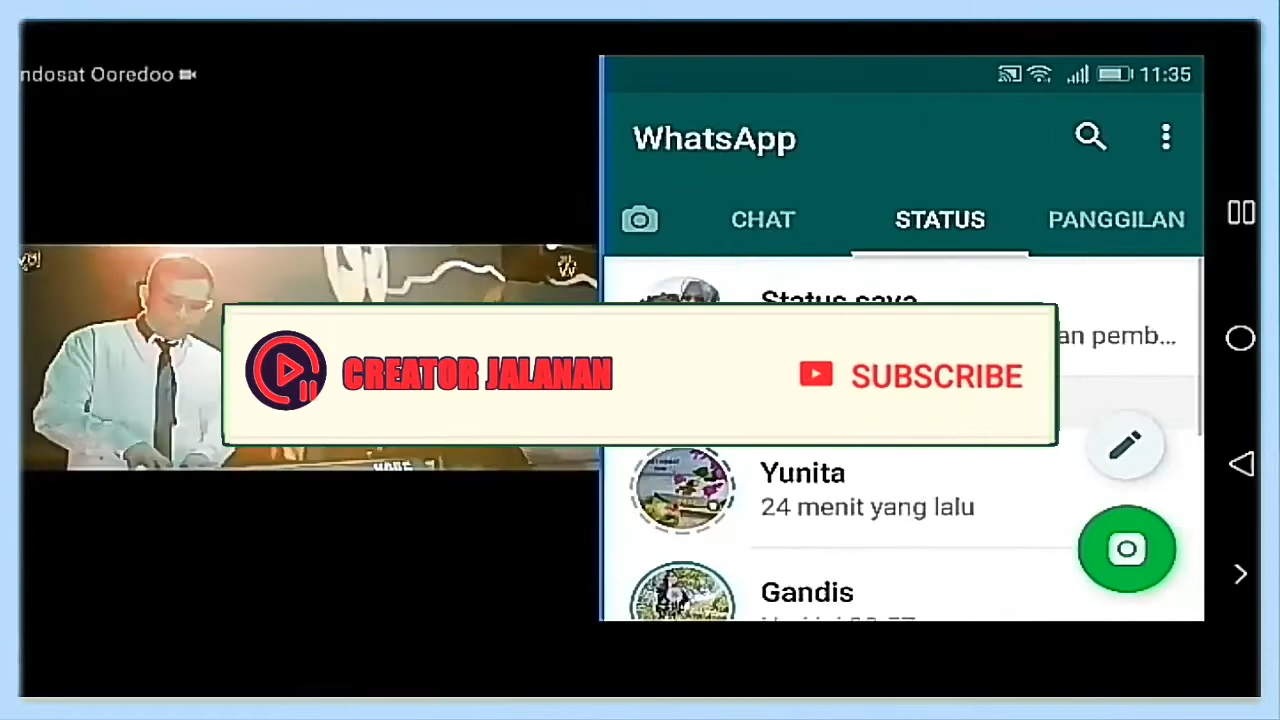 ndosat Ooredoo
11:35
WhatsApp
CHAT STATUS PANGGILAN
Status saya
an pemb...
CREATOR JALANAN
SUBSCRIBE
Yunita
24 menit yang lalu
Gandis